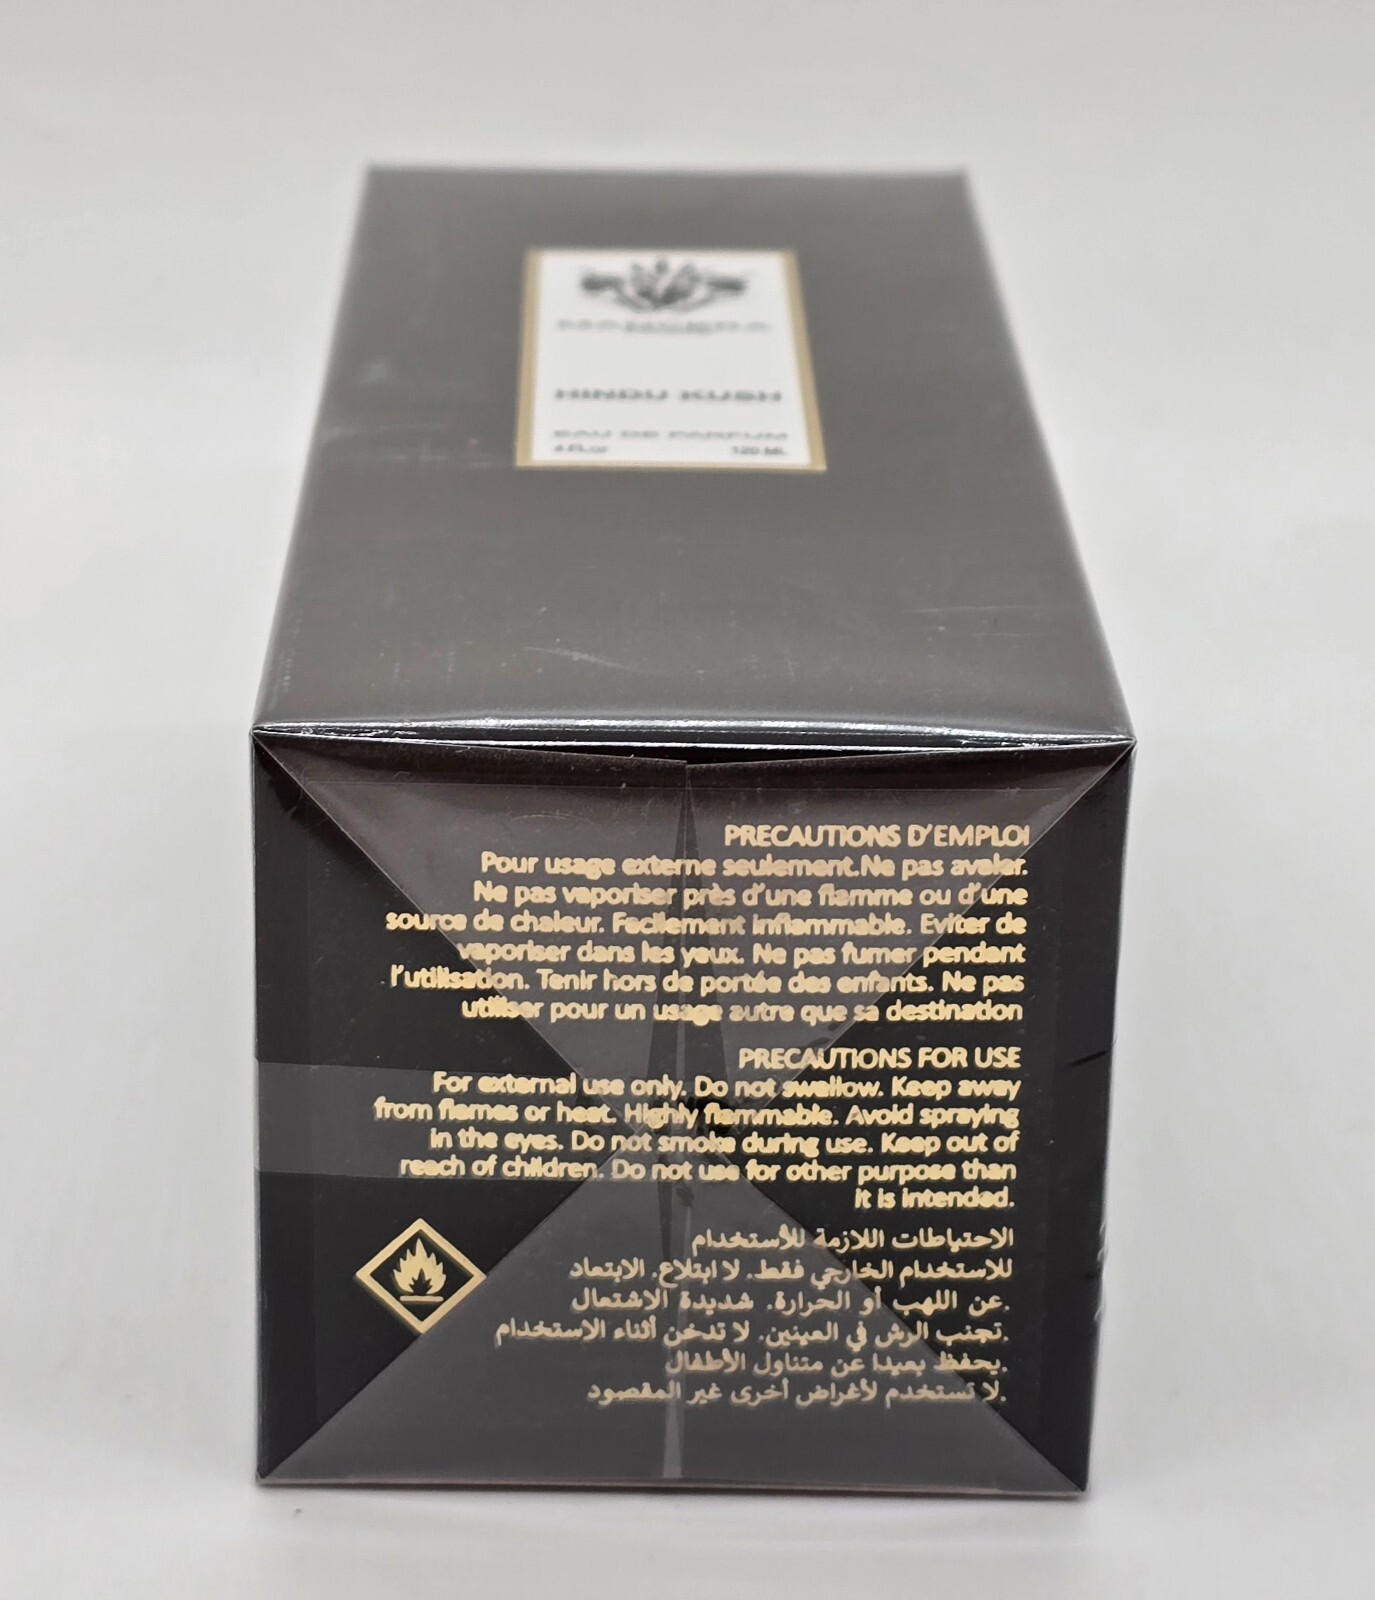 MANCERA
HINDU KUSH
EAU DE PARFUM
4 Fl.oz 120 ML
PRECAUTIONS D'EMPLOI
Pour usage externe seulement.Ne pas avaler.
Ne pas vaporiser près d'une flamme ou d'une
source de chaleur. Facilement inflammable. Eviter de
vaporiser dans les yeux. Ne pas fumer pendant
l'utilisation. Tenir hors de portée des enfants. Ne pas
utiliser pour un usage autre que sa destination
PRECAUTIONS FOR USE
For external use only. Do not swallow. Keep away
from flames or heat. Highly flammable. Avoid spraying
in the eyes. Do not smoke during use. Keep out of
reach of children. Do not use for other purpose than
it is intended.
الاحتياطات اللازمة للأستخدام
للاستخدام الخارجي فقط. لا ابتلاع. الابتعاد
عن اللهب أو الحرارة. شديدة الاشتعال.
تجنب الرش في العينين. لا تدخن أثناء الاستخدام.
يحفظ بعيدا عن متناول الأطفال.
لا تستخدم لأغراض أخرى غير المقصود.